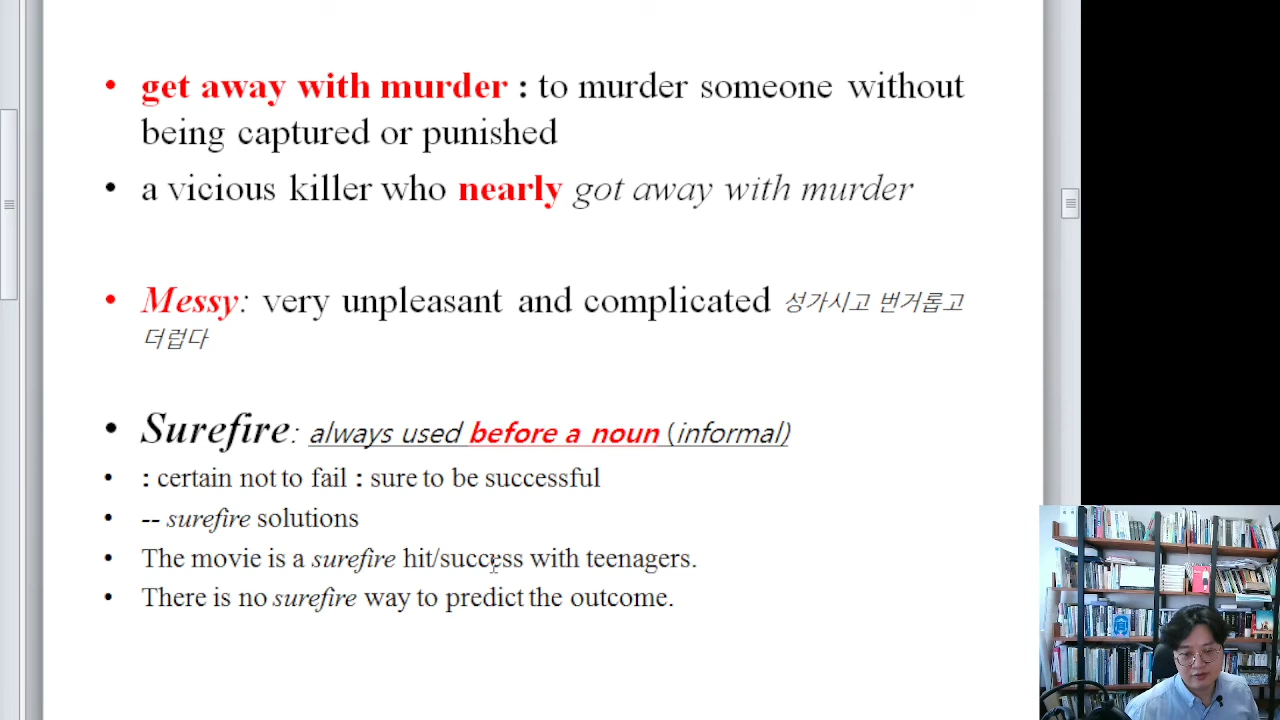 • get away with murder : to murder someone without
being captured or punished
• a vicious killer who nearly got away with murder
• Messy: very unpleasant and complicated 성가시고 번거롭고
더럽다
• Surefire: always used before a noun (informal)
• : certain not to fail : sure to be successful
• -- surefire solutions
• The movie is a surefire hit/success with teenagers.
• There is no surefire way to predict the outcome.